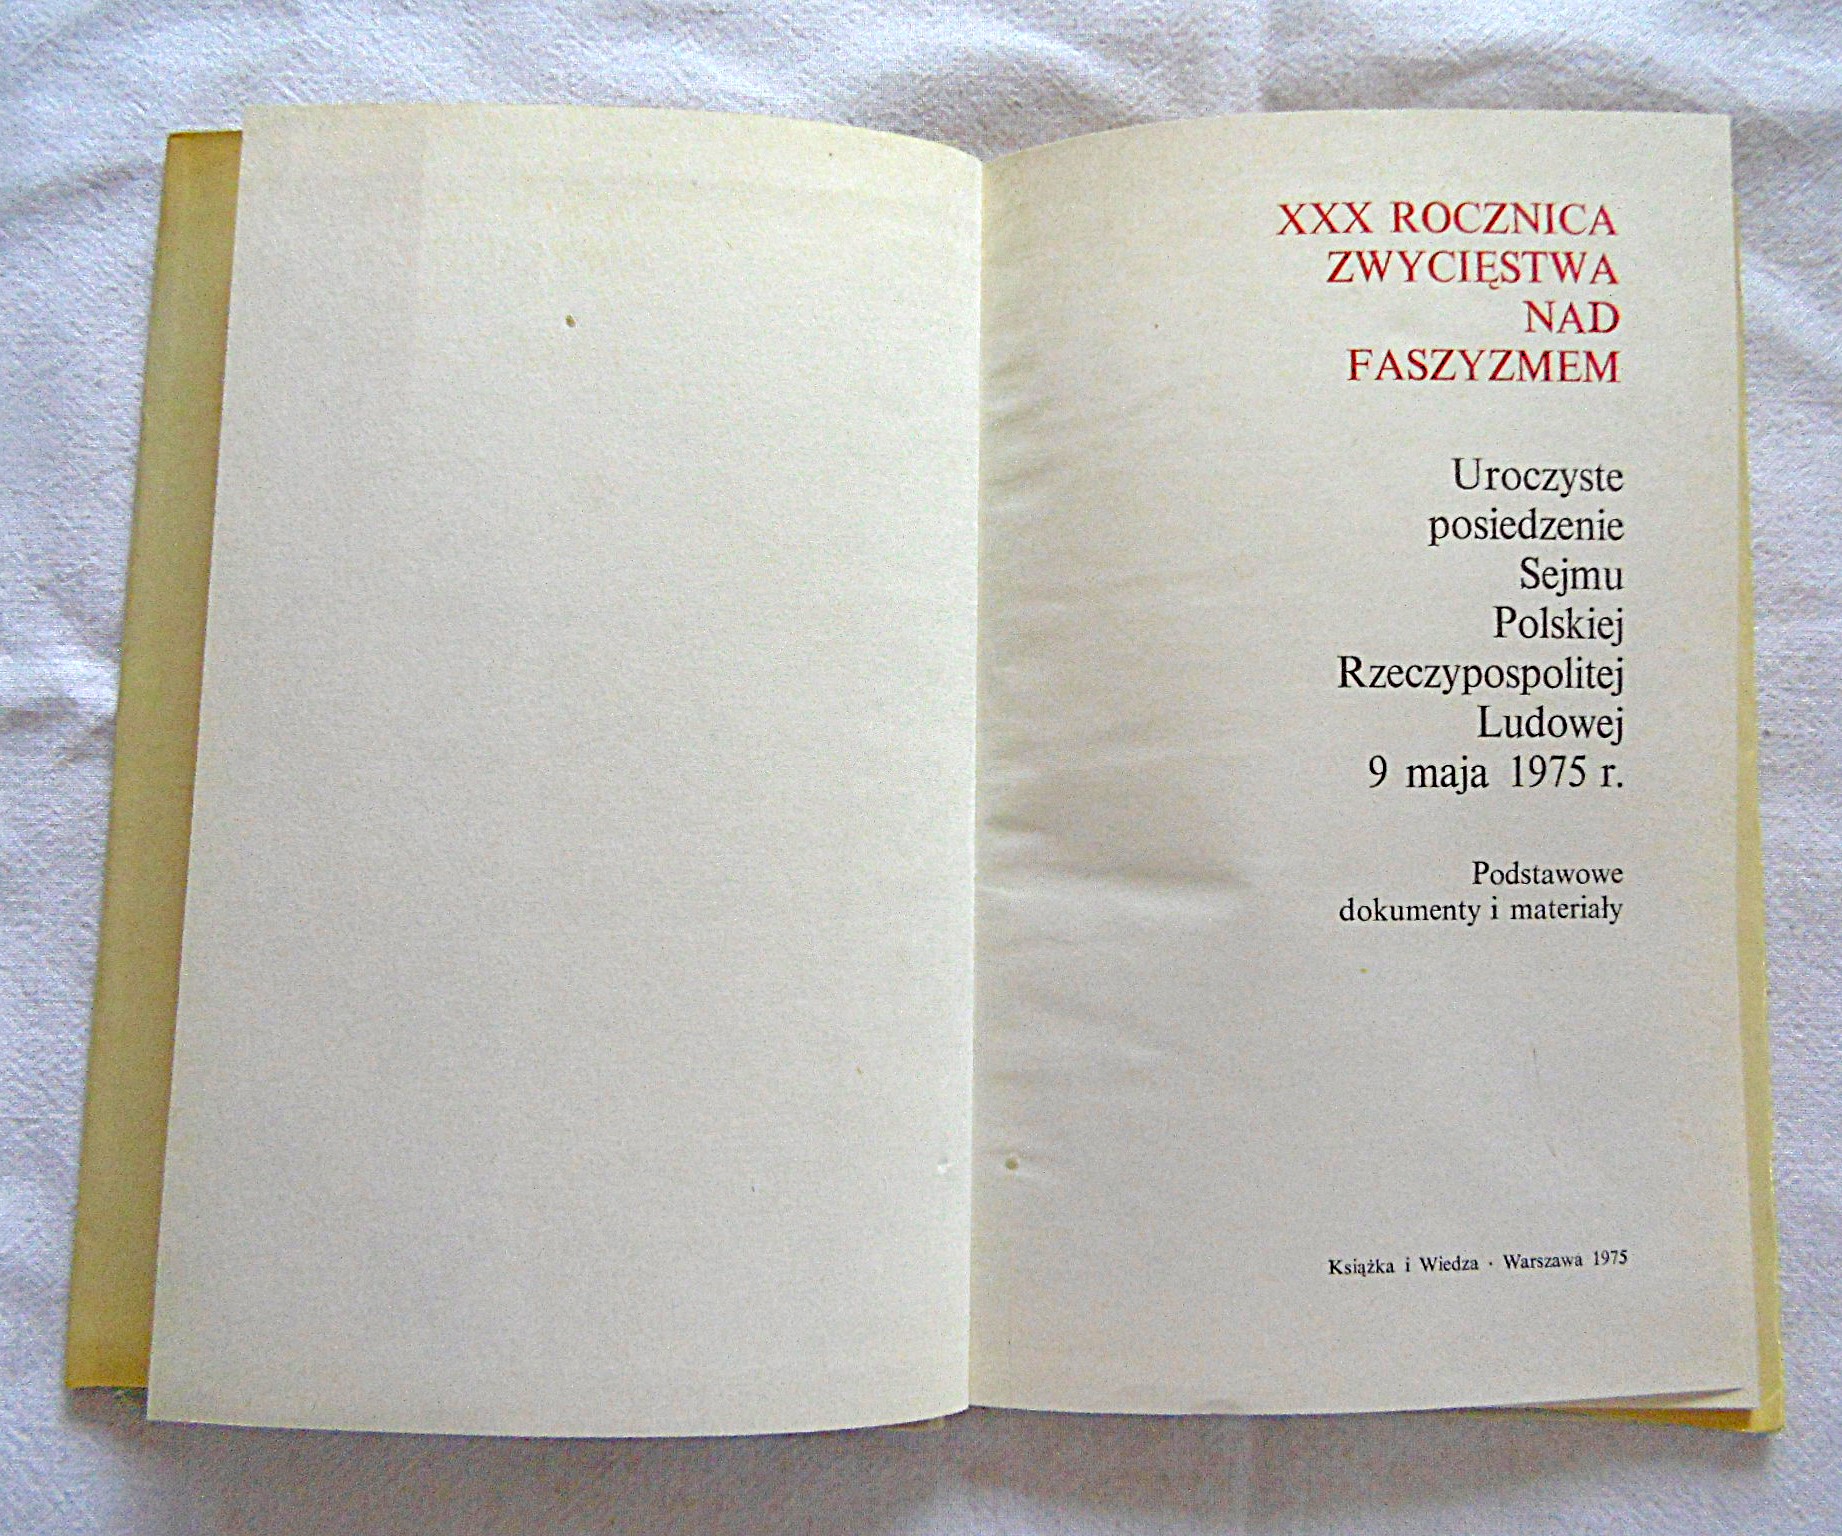 XXX ROCZNICA
ZWYCIĘSTWA
NAD
FASZYZMEM
Uroczyste
posiedzenie
Sejmu
Polskiej
Rzeczypospolitej
Ludowej
9 maja 1975 r.
Podstawowe
dokumenty i materiały
Książka i Wiedza · Warszawa 1975